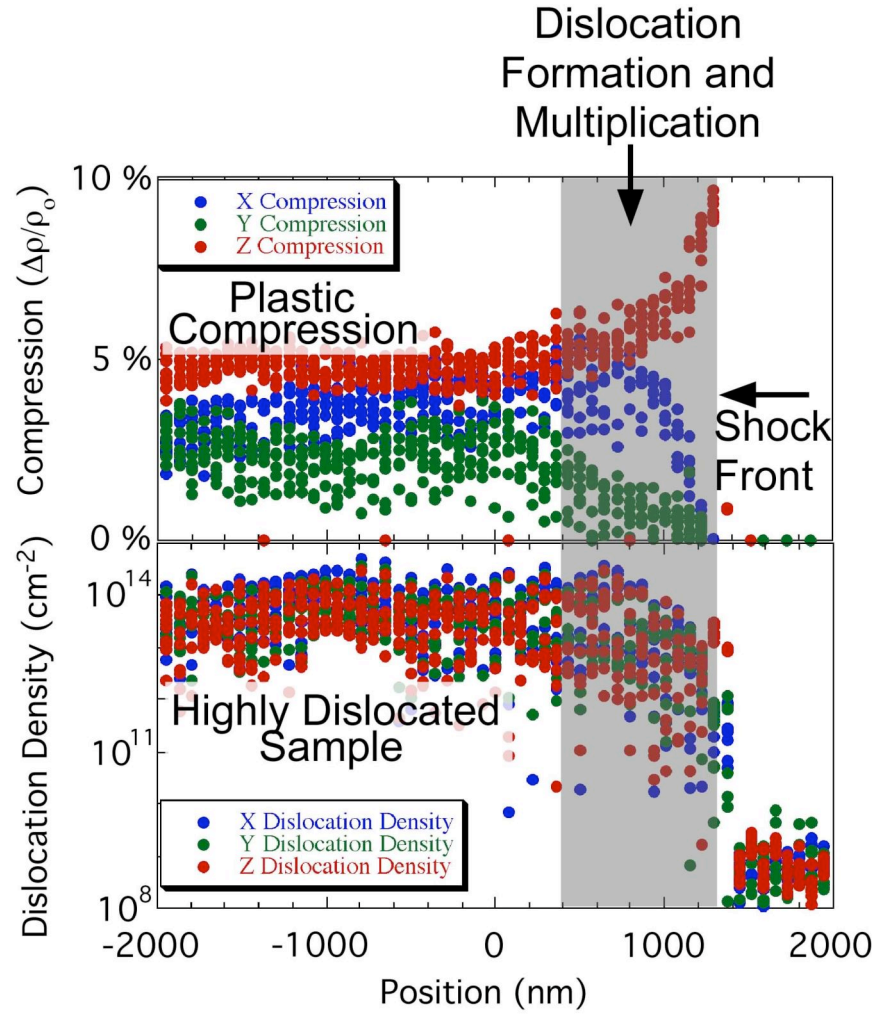 Dislocation
Formation and
Multiplication
10 %
X Compression
Y Compression
Z Compression
Plastic
Compression
5 %
Shock
Front
0 %
Compression (Δρ/ρₒ)
10¹⁴
Highly Dislocated
Sample
10¹¹
X Dislocation Density
Y Dislocation Density
Z Dislocation Density
10⁸
Dislocation Density (cm⁻²)
-2000 -1000 0 1000 2000
Position (nm)